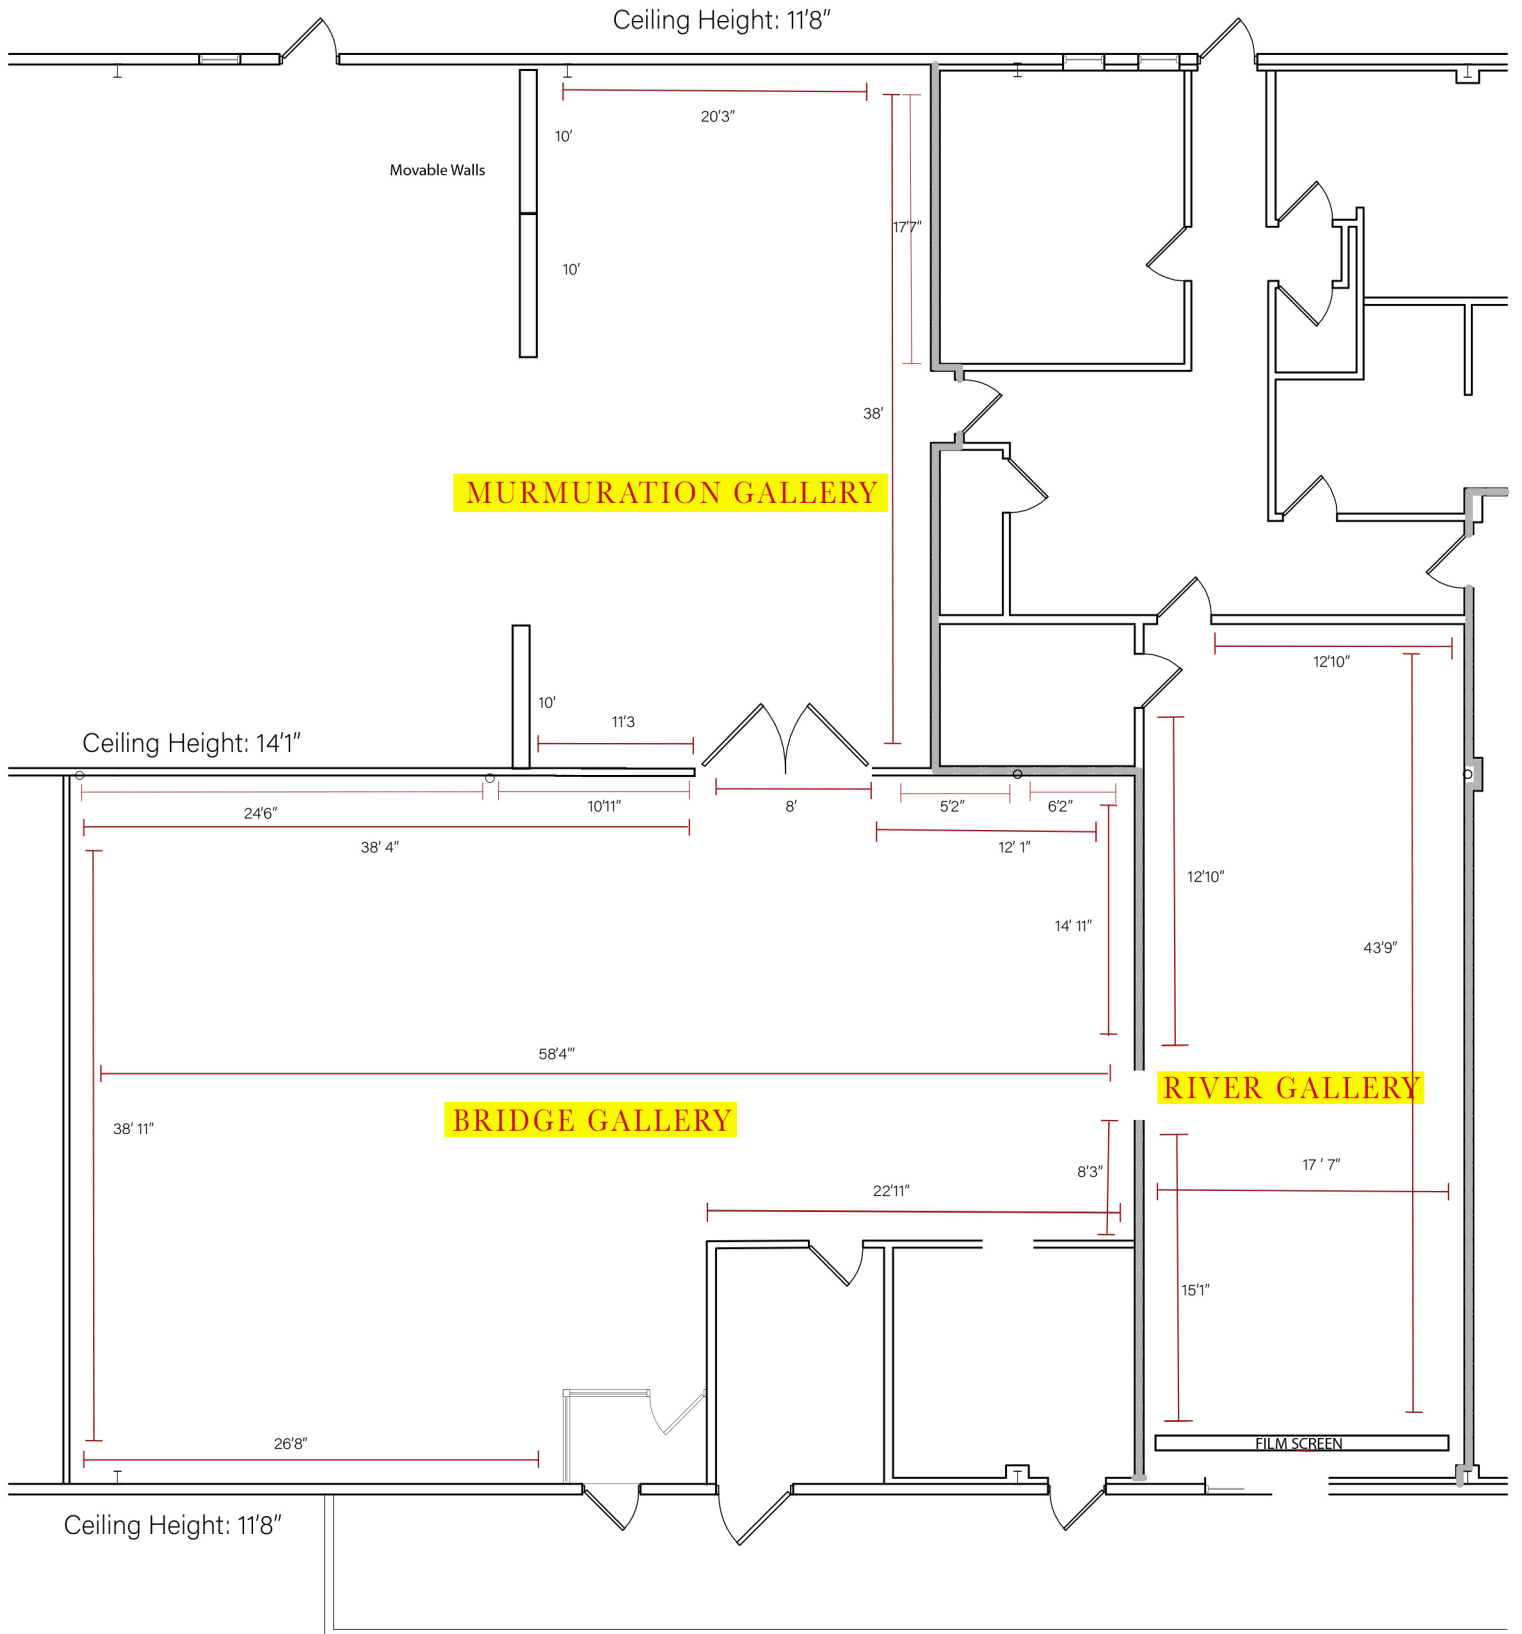 Ceiling Height: 11'8"
20'3"
10'
Movable Walls
17'7"
10'
38'
MURMURATION GALLERY
12'10"
10'
11'3
Ceiling Height: 14'1"
24'6"
10'11"
8'
5'2"
6'2"
38' 4"
12' 1"
12'10"
14' 11"
43'9"
58'4"'
RIVER GALLERY
BRIDGE GALLERY
38' 11"
17 ' 7"
8'3"
22'11"
15'1"
26'8"
FILM SCREEN
Ceiling Height: 11'8"